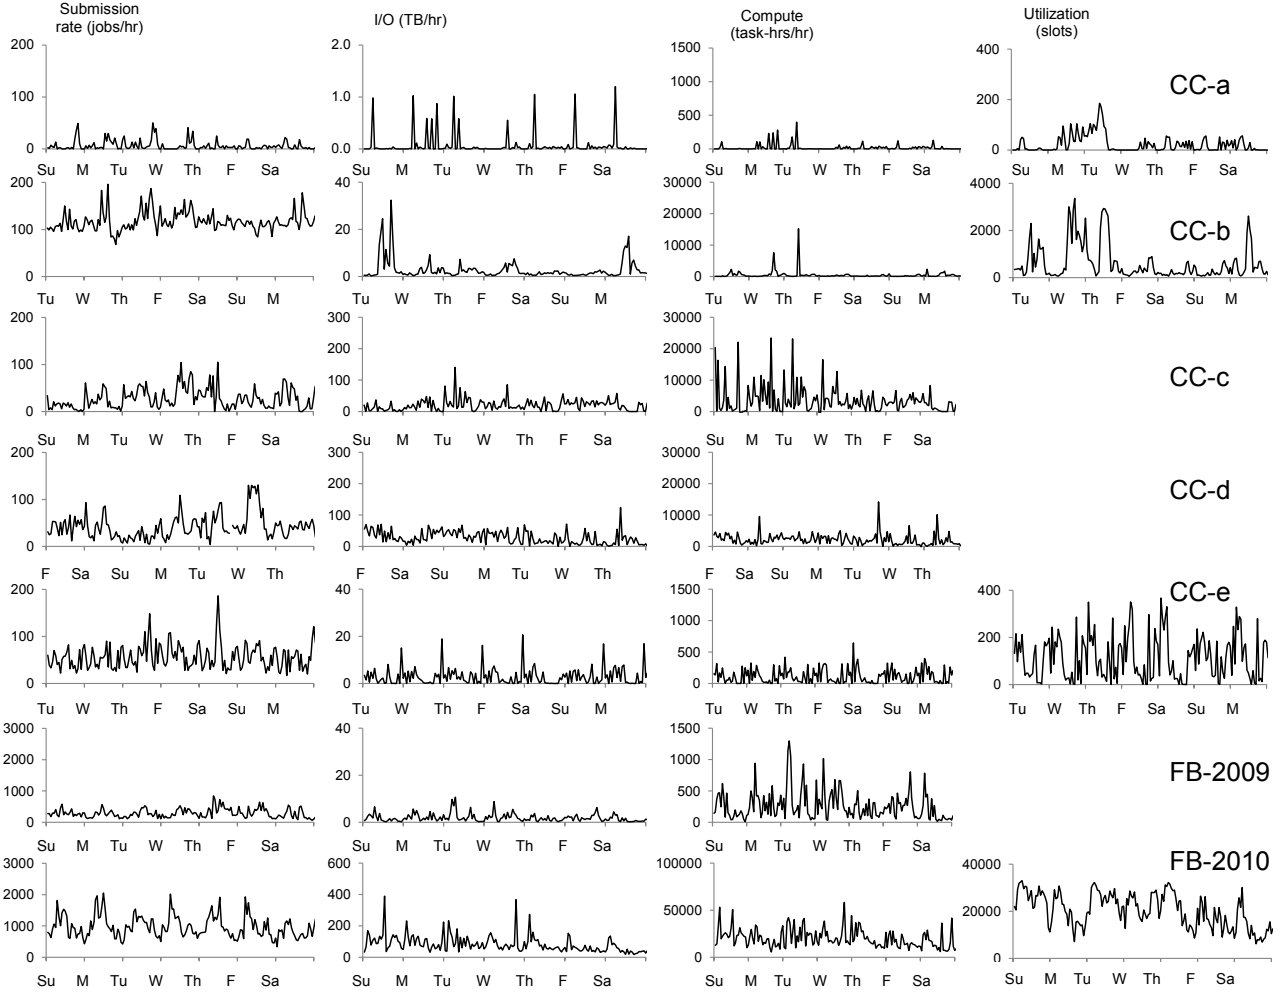 Submission
rate (jobs/hr)
I/O (TB/hr)
Compute
(task-hrs/hr)
Utilization
(slots)
200
100
0
Su M Tu W Th F Sa
2.0
1.0
0.0
Su M Tu W Th F Sa
1500
1000
500
0
Su M Tu W Th F Sa
400
200
0
Su M Tu W Th F Sa
CC-a
200
100
0
Tu W Th F Sa Su M
40
20
0
Tu W Th F Sa Su M
30000
20000
10000
0
Tu W Th F Sa Su M
4000
2000
0
Tu W Th F Sa Su M
CC-b
200
100
0
Su M Tu W Th F Sa
300
200
100
0
Su M Tu W Th F Sa
30000
20000
10000
0
Su M Tu W Th F Sa
CC-c
200
100
0
F Sa Su M Tu W Th
300
200
100
0
F Sa Su M Tu W Th
30000
20000
10000
0
F Sa Su M Tu W Th
CC-d
200
100
0
Tu W Th F Sa Su M
40
20
0
Tu W Th F Sa Su M
1500
1000
500
0
Tu W Th F Sa Su M
400
200
0
Tu W Th F Sa Su M
CC-e
3000
2000
1000
0
Su M Tu W Th F Sa
40
20
0
Su M Tu W Th F Sa
1500
1000
500
0
Su M Tu W Th F Sa
FB-2009
3000
2000
1000
0
Su M Tu W Th F Sa
600
400
200
0
Su M Tu W Th F Sa
100000
50000
0
Su M Tu W Th F Sa
40000
20000
0
Su M Tu W Th F Sa
FB-2010